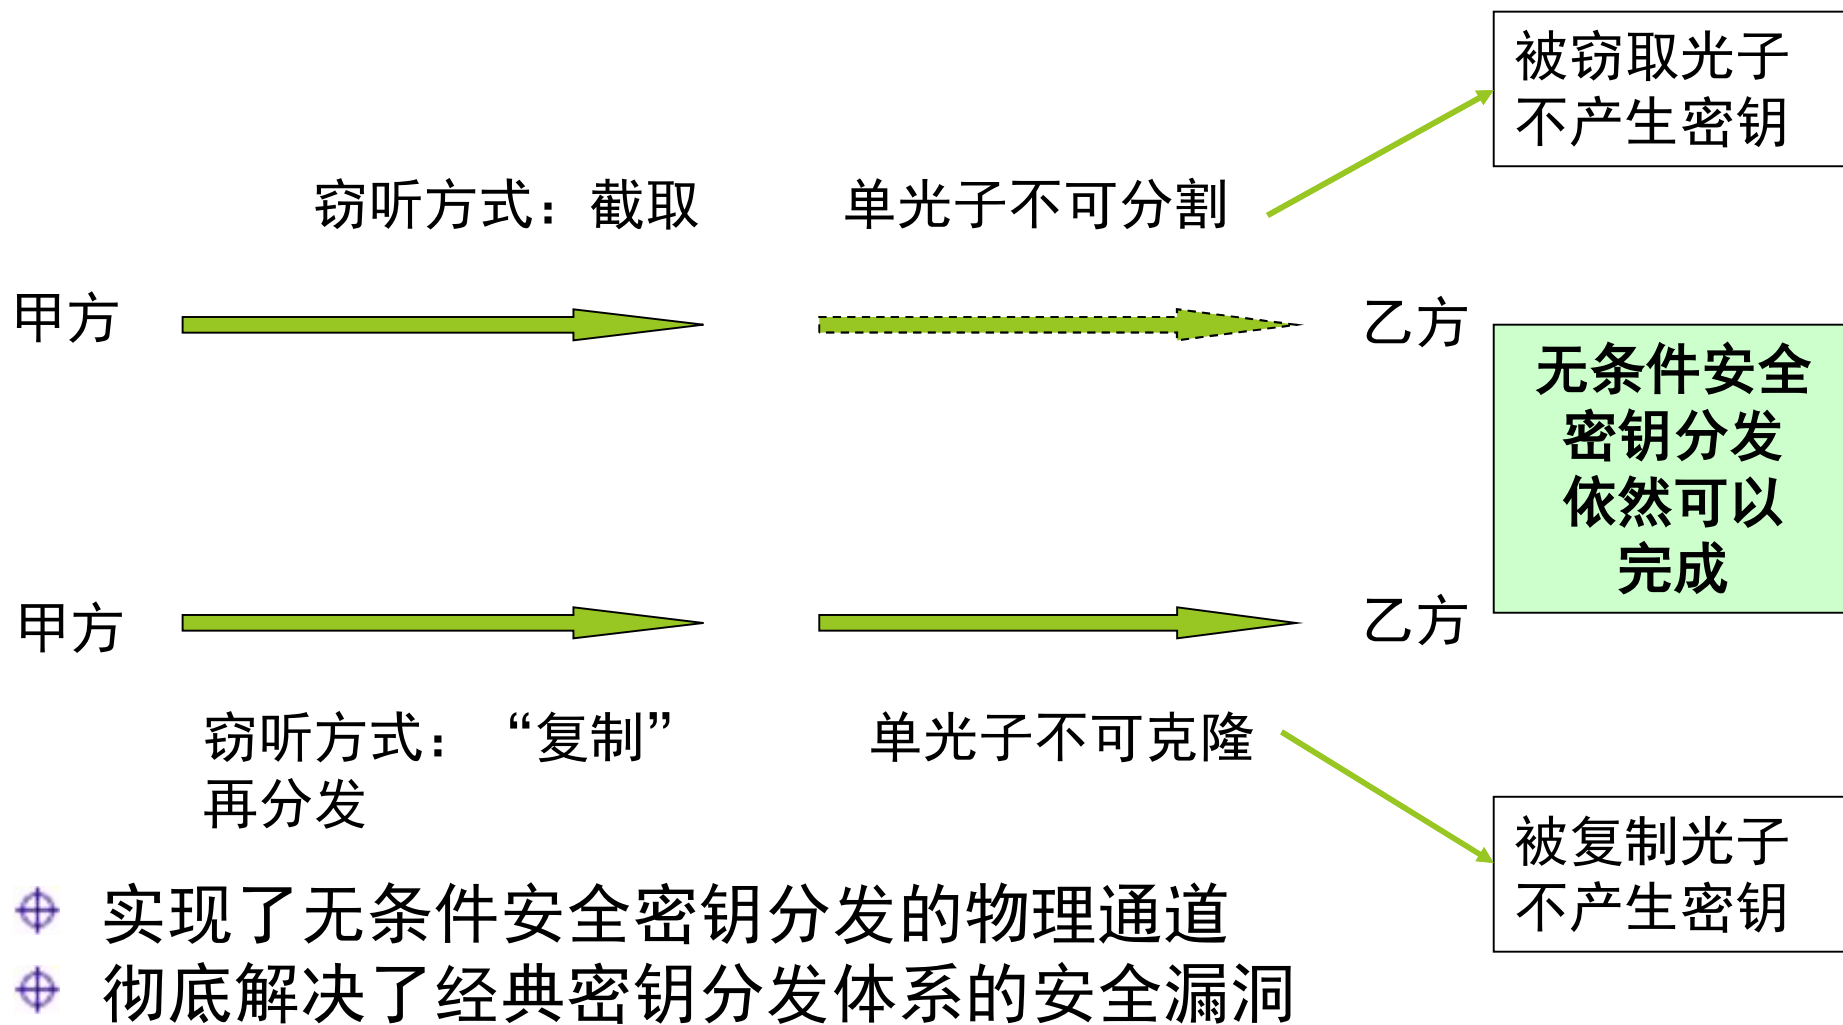 被窃取光子
不产生密钥
窃听方式：截取
单光子不可分割
甲方
乙方
无条件安全
密钥分发
依然可以
完成
甲方
乙方
窃听方式：“复制”
再分发
单光子不可克隆
被复制光子
不产生密钥
实现了无条件安全密钥分发的物理通道
彻底解决了经典密钥分发体系的安全漏洞